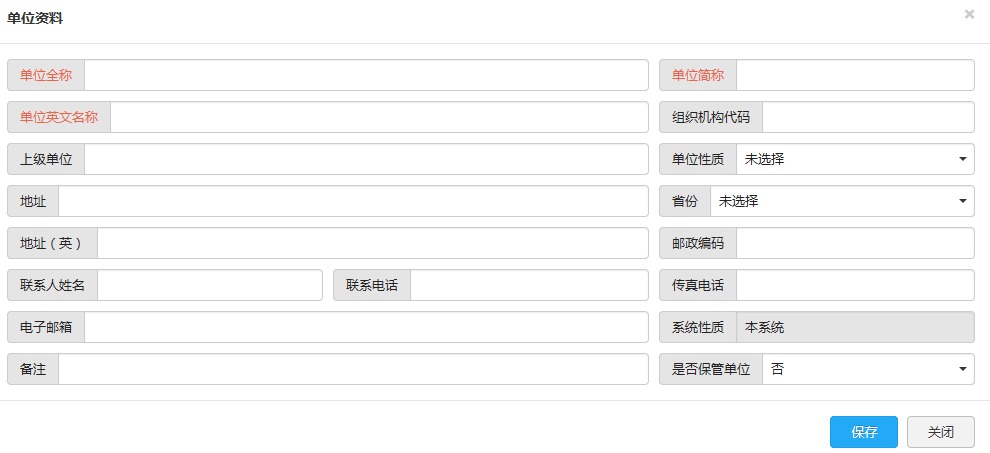 单位资料 ×
单位全称 单位简称
单位英文名称 组织机构代码
上级单位 单位性质 未选择
地址 省份 未选择
地址（英） 邮政编码
联系人姓名 联系电话 传真电话
电子邮箱 系统性质 本系统
备注 是否保管单位 否
保存 关闭